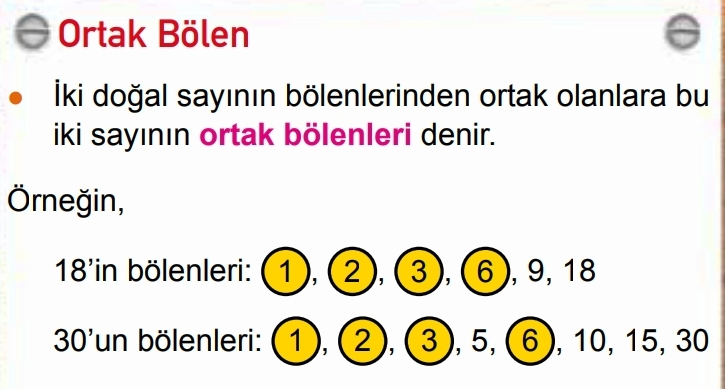 Ortak Bölen
• İki doğal sayının bölenlerinden ortak olanlara bu
iki sayının ortak bölenleri denir.
Örneğin,
18’in bölenleri: 1, 2, 3, 6, 9, 18
30’un bölenleri: 1, 2, 3, 5, 6, 10, 15, 30